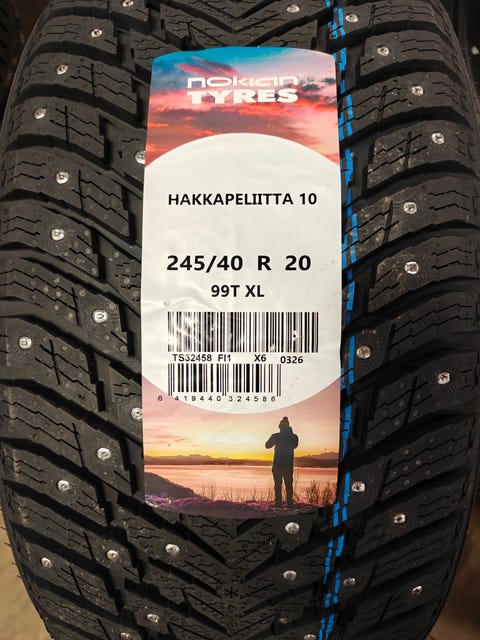 nokian
TYRES
HAKKAPELIITTA 10
245/40 R 20
99T XL
TS32458 FI1 X6 0326
6 419440 324586